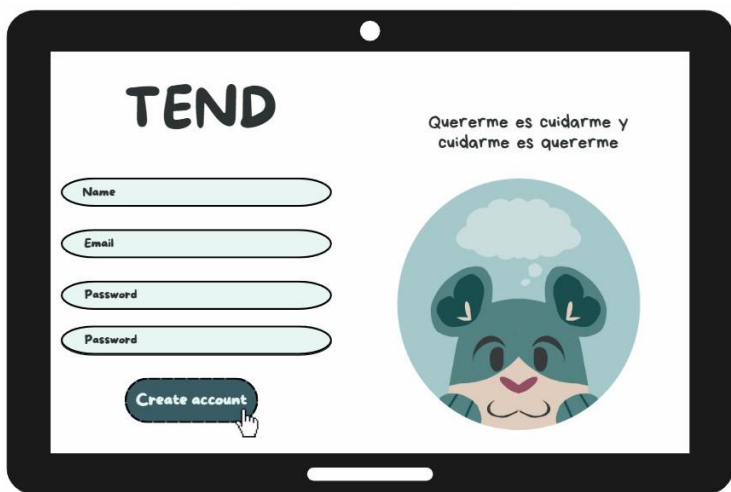 TEND
Name
Email
Password
Password
Create account
Quererme es cuidarme y
cuidarme es quererme